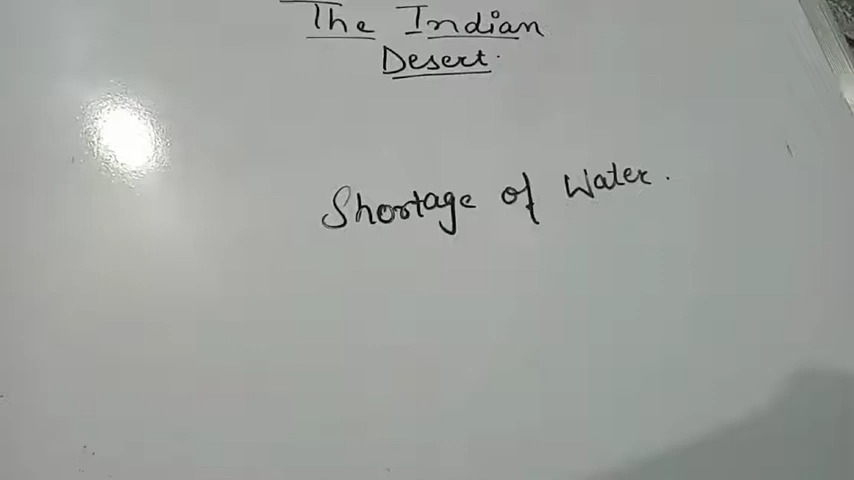 The Indian
Desert.
Shortage of Water.